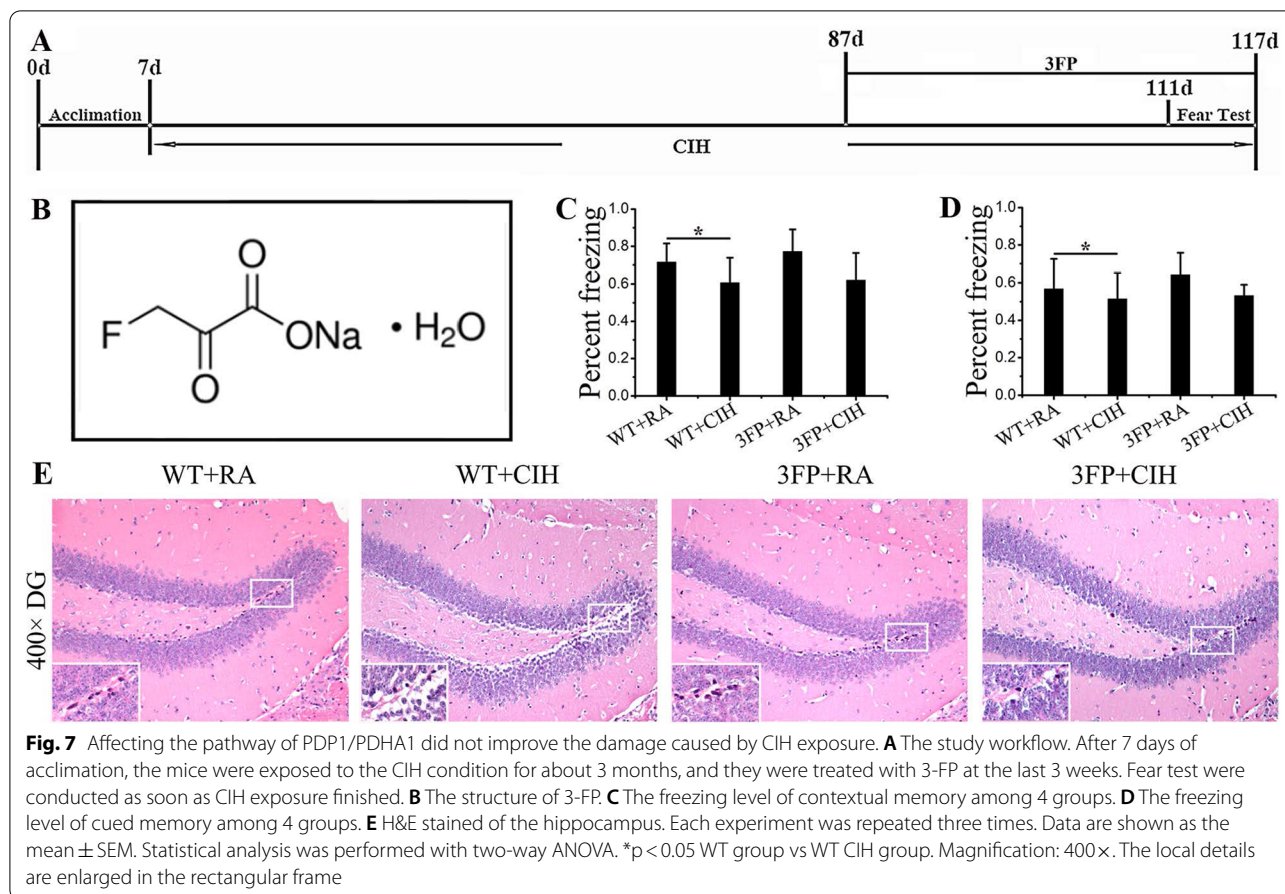 A
0d 7d 87d 117d
3FP
111d
Acclimation Fear Test
CIH
B
F
O
O
ONa
• H₂O
C
Percent freezing
1.0
0.8
0.6
0.4
0.2
0.0
*
WT+RA
WT+CIH
3FP+RA
3FP+CIH
D
Percent freezing
1.0
0.8
0.6
0.4
0.2
0.0
*
WT+RA
WT+CIH
3FP+RA
3FP+CIH
E
WT+RA WT+CIH 3FP+RA 3FP+CIH
400× DG
Fig. 7 Affecting the pathway of PDP1/PDHA1 did not improve the damage caused by CIH exposure. A The study workflow. After 7 days of
acclimation, the mice were exposed to the CIH condition for about 3 months, and they were treated with 3-FP at the last 3 weeks. Fear test were
conducted as soon as CIH exposure finished. B The structure of 3-FP. C The freezing level of contextual memory among 4 groups. D The freezing
level of cued memory among 4 groups. E H&E stained of the hippocampus. Each experiment was repeated three times. Data are shown as the
mean ± SEM. Statistical analysis was performed with two-way ANOVA. *p < 0.05 WT group vs WT CIH group. Magnification: 400×. The local details
are enlarged in the rectangular frame